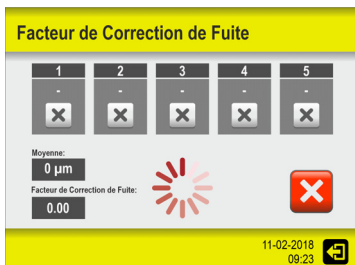 Facteur de Correction de Fuite
1 2 3 4 5
- - - - -
Moyenne:
0 µm
Facteur de Correction de Fuite:
0.00
11-02-2018
09:23